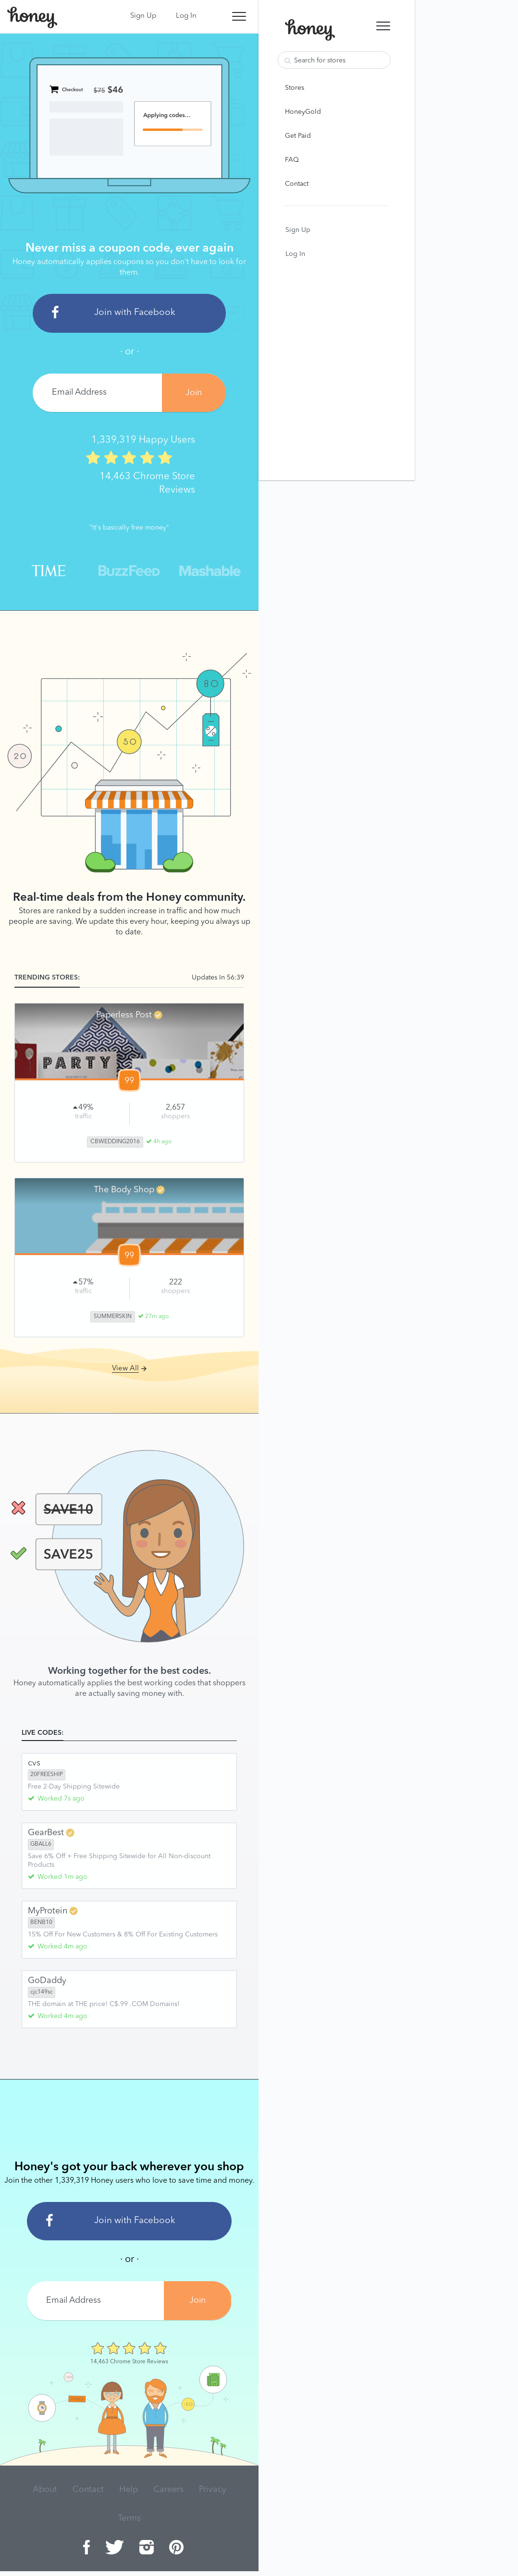 honey
Sign Up
Log In
Checkout $75 $46
Applying codes...
Never miss a coupon code, ever again
Honey automatically applies coupons so you don't have to look for
them.
f Join with Facebook
· or ·
Email Address
Join
1,339,319 Happy Users
14,463 Chrome Store
Reviews
"It's basically free money"
TIME
BuzzFeed
Mashable
80
50
20
Real-time deals from the Honey community.
Stores are ranked by a sudden increase in traffic and how much
people are saving. We update this every hour, keeping you always up
to date.
TRENDING STORES:
Updates In 56:39
Paperless Post
PARTY
99
49%
traffic
2,657
shoppers
CBWEDDING2016
4h ago
The Body Shop
99
57%
traffic
222
shoppers
SUMMERSKIN
27m ago
View All
SAVE10
SAVE25
Working together for the best codes.
Honey automatically applies the best working codes that shoppers
are actually saving money with.
LIVE CODES:
cvs
20FREESHIP
Free 2-Day Shipping Sitewide
Worked 7s ago
GearBest
GBALL6
Save 6% Off + Free Shipping Sitewide for All Non-discount
Products
Worked 1m ago
MyProtein
BENB10
15% Off For New Customers & 8% Off For Existing Customers
Worked 4m ago
GoDaddy
cjc149sc
THE domain at THE price! C$.99 .COM Domains!
Worked 4m ago
Honey's got your back wherever you shop
Join the other 1,339,319 Honey users who love to save time and money.
f Join with Facebook
· or ·
Email Address
Join
14,463 Chrome Store Reviews
About
Contact
Help
Careers
Privacy
Terms
honey
Search for stores
Stores
HoneyGold
Get Paid
FAQ
Contact
Sign Up
Log In